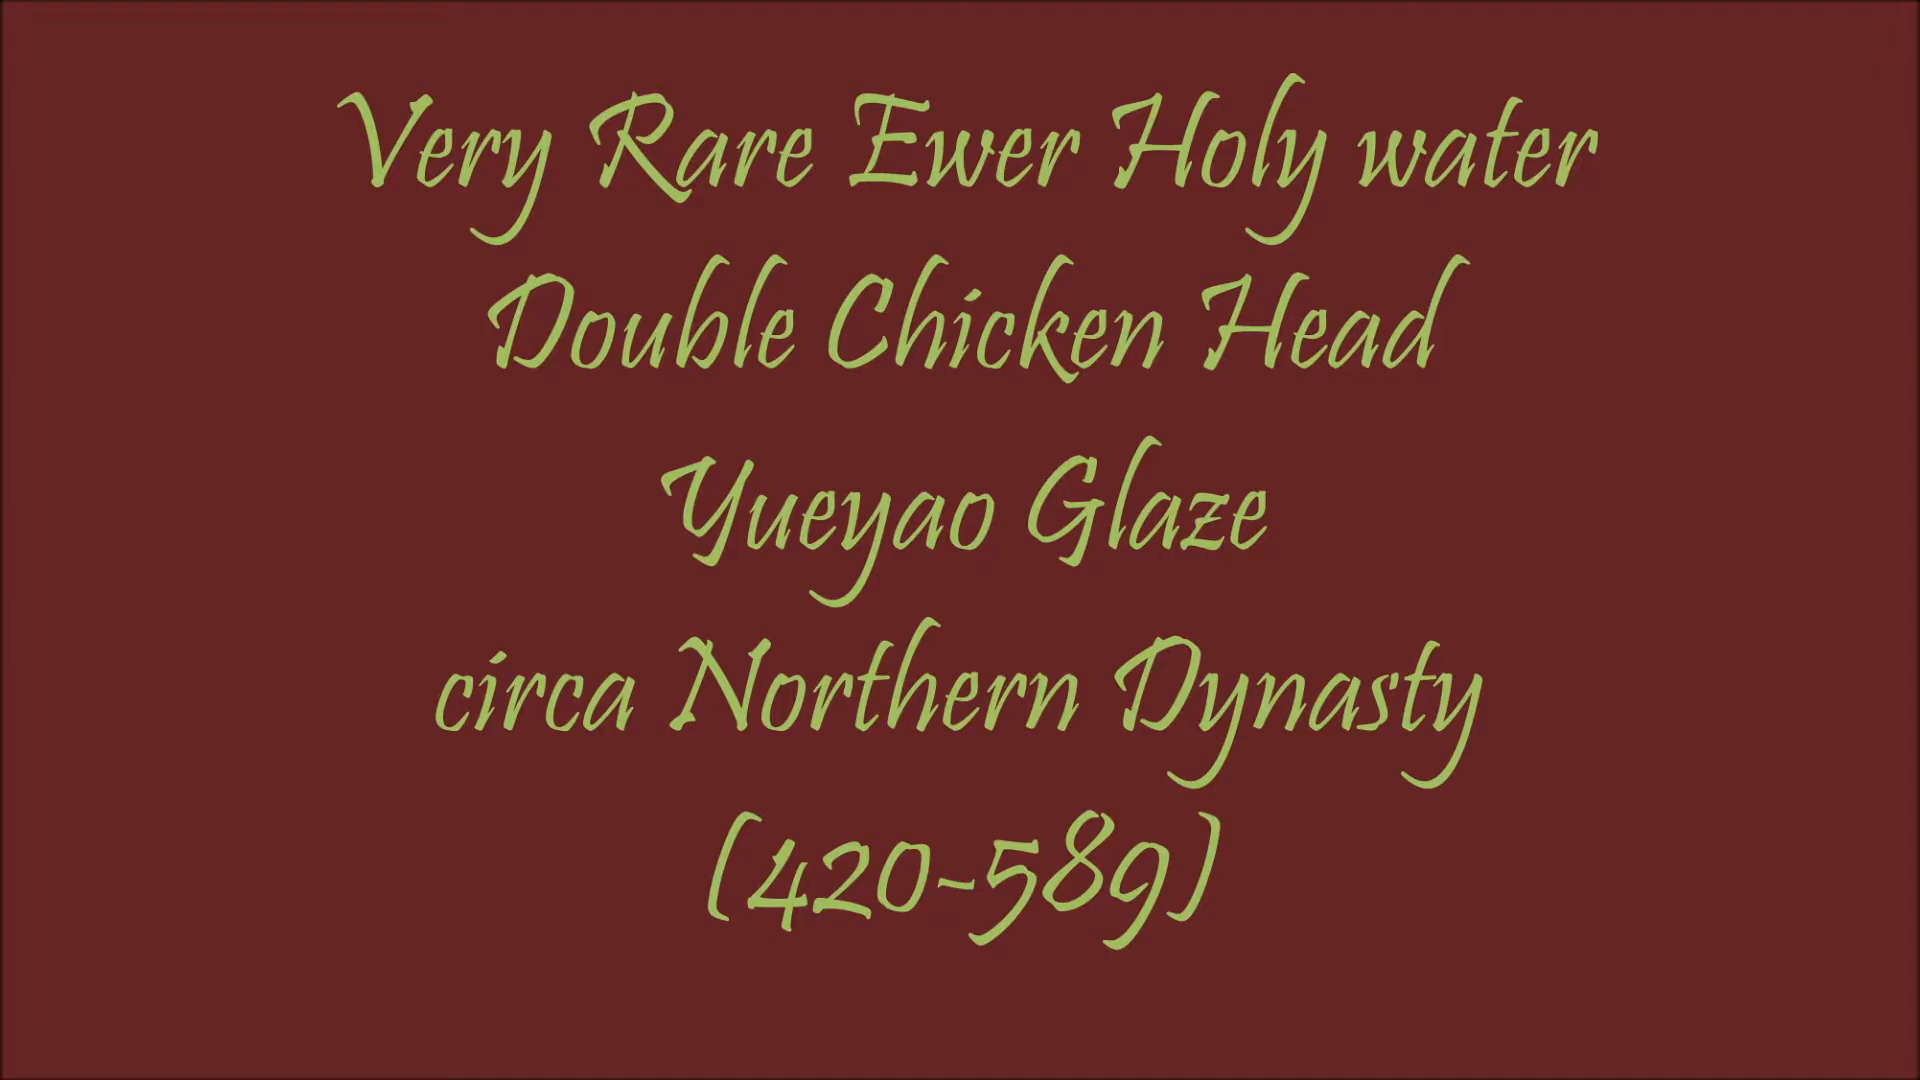 Very Rare Ewer Holy water
Double Chicken Head
Yueyao Glaze
circa Northern Dynasty
(420-589)